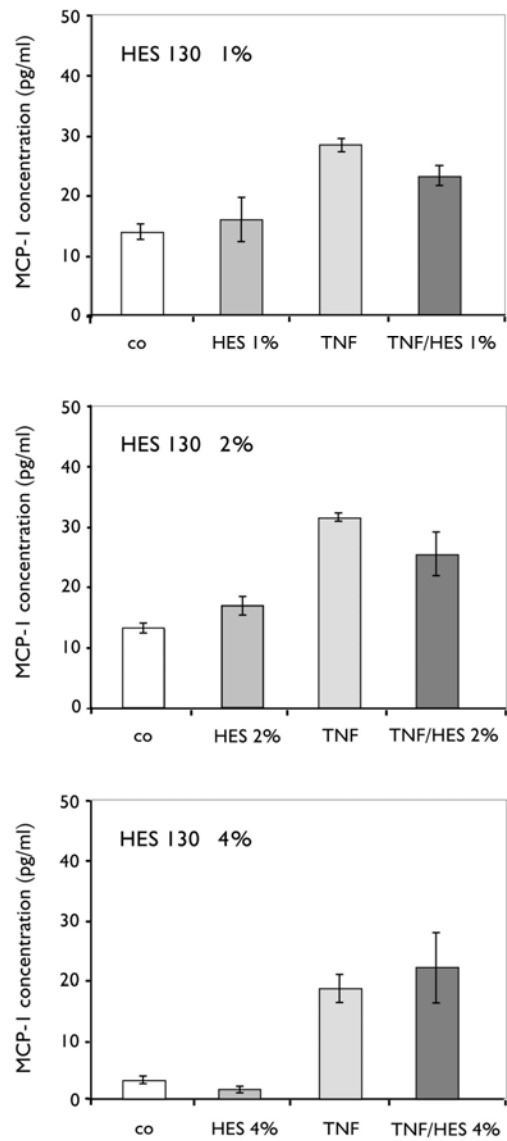 HES 130 1%
MCP-1 concentration (pg/ml)
50
40
30
20
10
0
co HES 1% TNF TNF/HES 1%
HES 130 2%
MCP-1 concentration (pg/ml)
50
40
30
20
10
0
co HES 2% TNF TNF/HES 2%
HES 130 4%
MCP-1 concentration (pg/ml)
50
40
30
20
10
0
co HES 4% TNF TNF/HES 4%